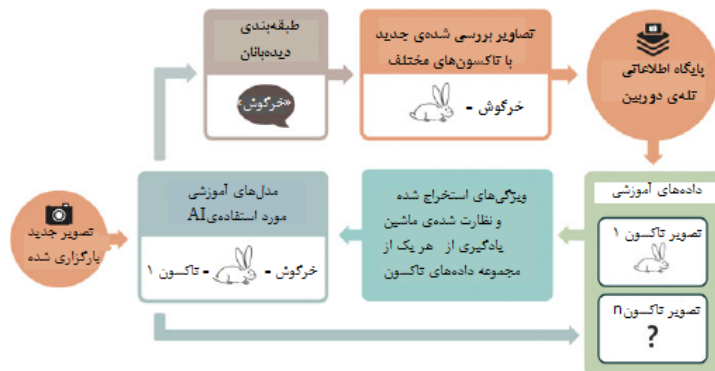 طبقه‌بندی
دیده‌بانان
«خرگوش»
تصاویر بررسی شده‌ی جدید
با تاکسون‌های مختلف
خرگوش -
پایگاه اطلاعاتی
تله‌ی دوربین
داده‌های آموزشی
تصویر تاکسون ۱
تصویر تاکسون n
?
ویژگی‌های استخراج شده
و نظارت شده‌ی ماشین
یادگیری از هر یک از
مجموعه داده‌های تاکسون
مدل‌های آموزشی
مورد استفاده‌ی AI
خرگوش - - تاکسون ۱
تصویر جدید
بارگزاری شده